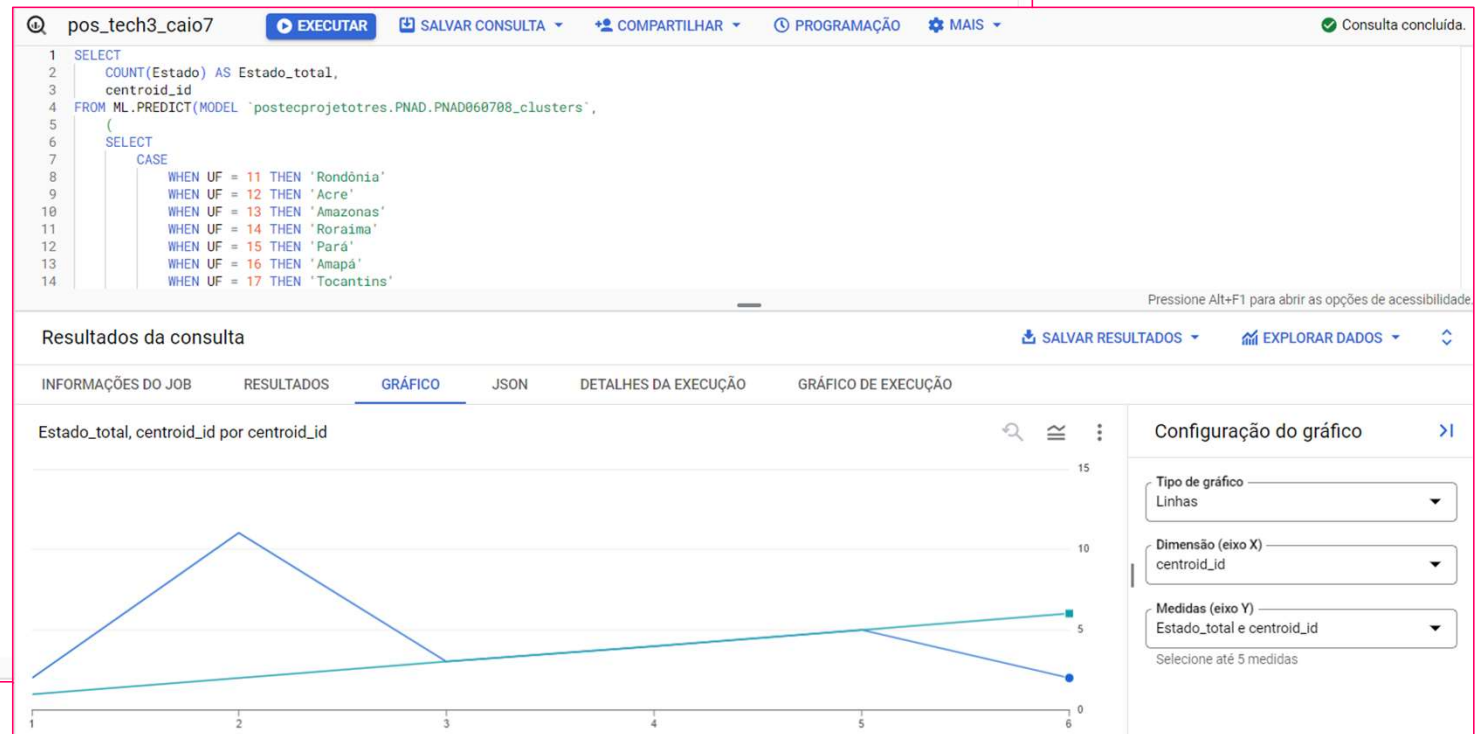 pos_tech3_caio7 EXECUTAR SALVAR CONSULTA COMPARTILHAR PROGRAMAÇÃO MAIS Consulta concluída.
1 SELECT
2 COUNT(Estado) AS Estado_total,
3 centroid_id
4 FROM ML.PREDICT(MODEL `postecprojetotres.PNAD.PNAD060708_clusters`,
5 (
6 SELECT
7 CASE
8 WHEN UF = 11 THEN 'Rondônia'
9 WHEN UF = 12 THEN 'Acre'
10 WHEN UF = 13 THEN 'Amazonas'
11 WHEN UF = 14 THEN 'Roraima'
12 WHEN UF = 15 THEN 'Pará'
13 WHEN UF = 16 THEN 'Amapá'
14 WHEN UF = 17 THEN 'Tocantins'
Pressione Alt+F1 para abrir as opções de acessibilidade.
Resultados da consulta SALVAR RESULTADOS EXPLORAR DADOS
INFORMAÇÕES DO JOB RESULTADOS GRÁFICO JSON DETALHES DA EXECUÇÃO GRÁFICO DE EXECUÇÃO
Estado_total, centroid_id por centroid_id
15
10
5
0
1 2 3 4 5 6
Configuração do gráfico
Tipo de gráfico
Linhas
Dimensão (eixo X)
centroid_id
Medidas (eixo Y)
Estado_total e centroid_id
Selecione até 5 medidas